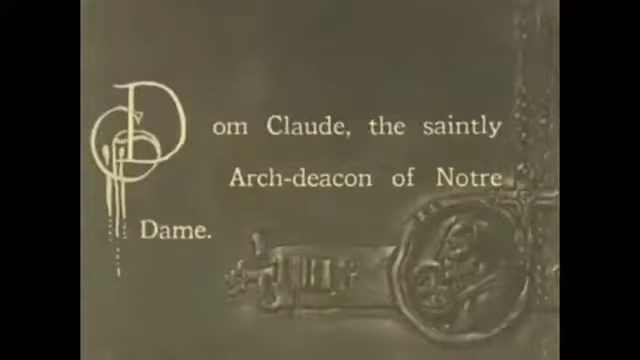 Dom Claude, the saintly
Arch-deacon of Notre
Dame.